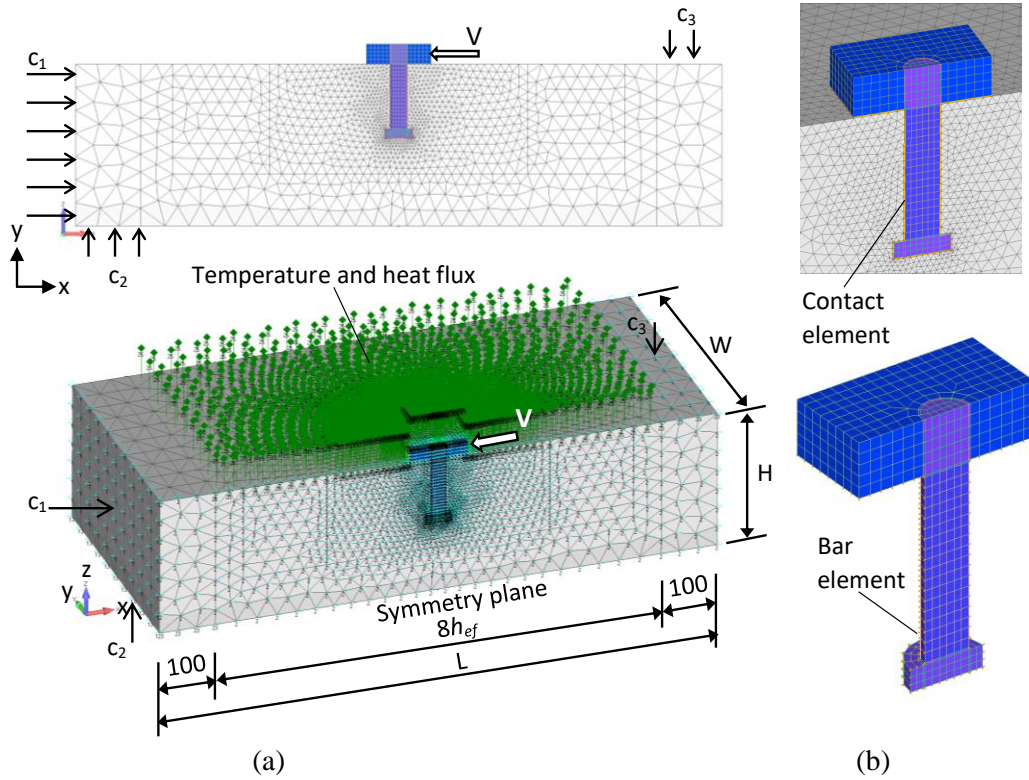 c1
V
c3
y
x
c2
Temperature and heat flux
c3
W
V
H
c1
z
y
x
c2
100
Symmetry plane
8hef
100
L
(a)
Contact
element
Bar
element
(b)